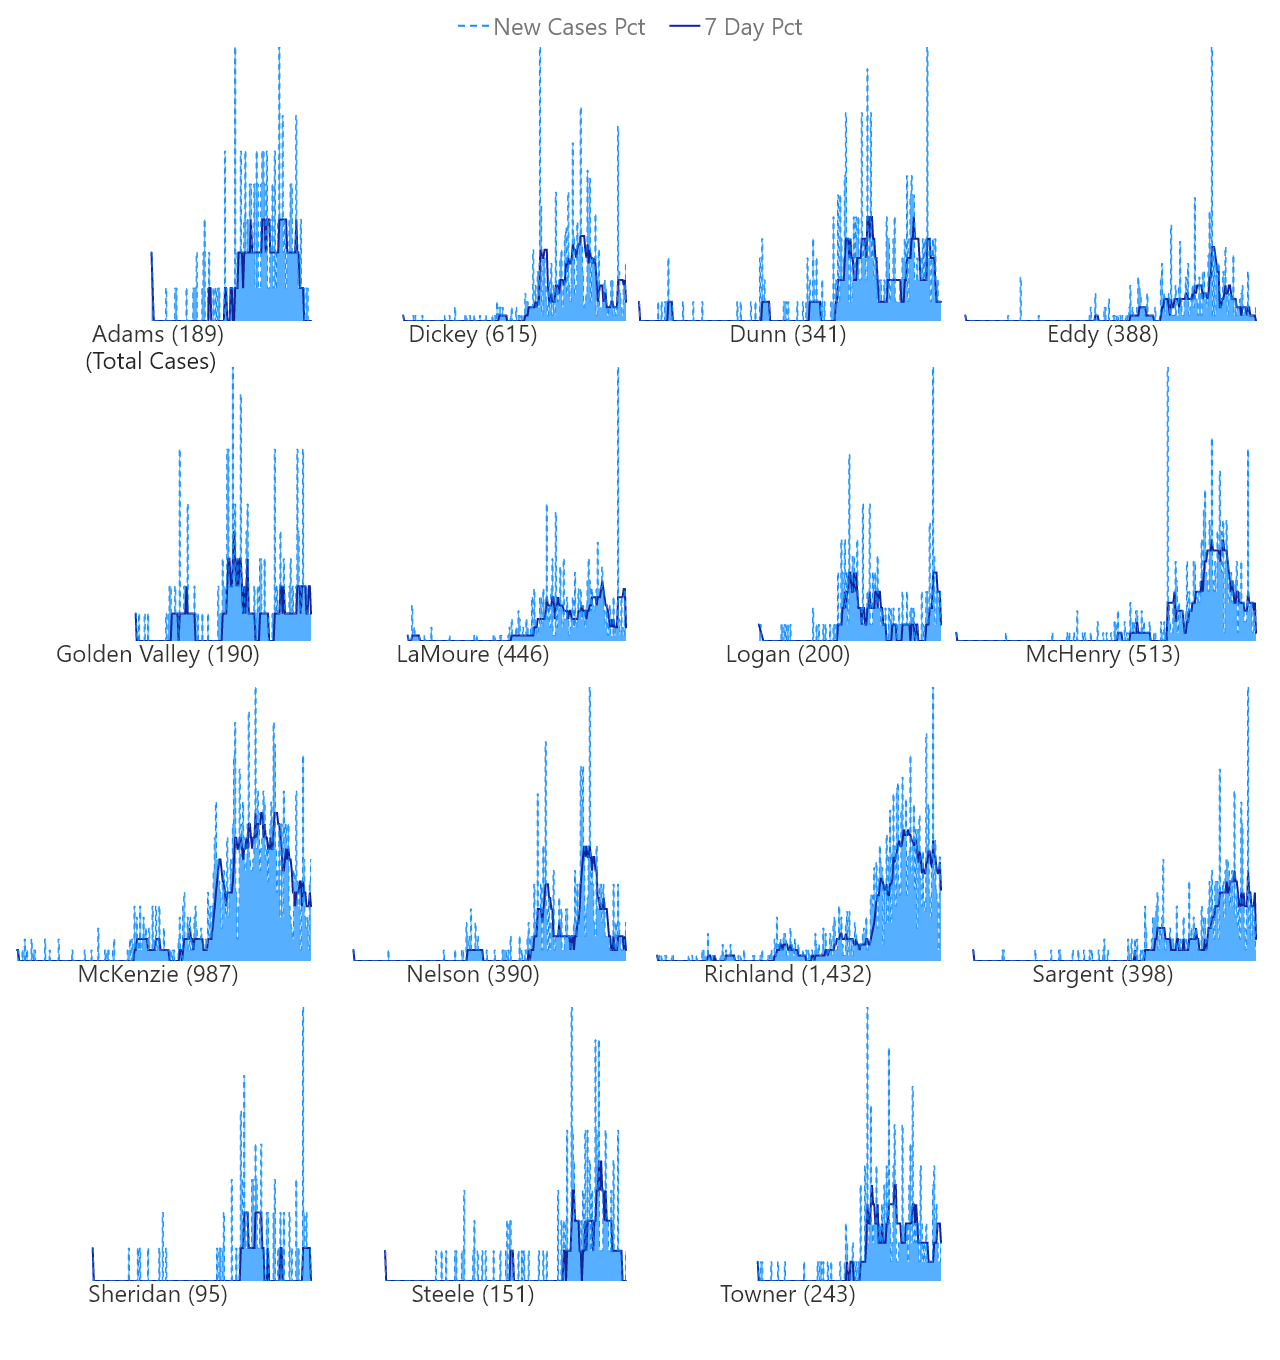 New Cases Pct 7 Day Pct
Adams (189) Dickey (615) Dunn (341) Eddy (388)
(Total Cases)
Golden Valley (190) LaMoure (446) Logan (200) McHenry (513)
McKenzie (987) Nelson (390) Richland (1,432) Sargent (398)
Sheridan (95) Steele (151) Towner (243)